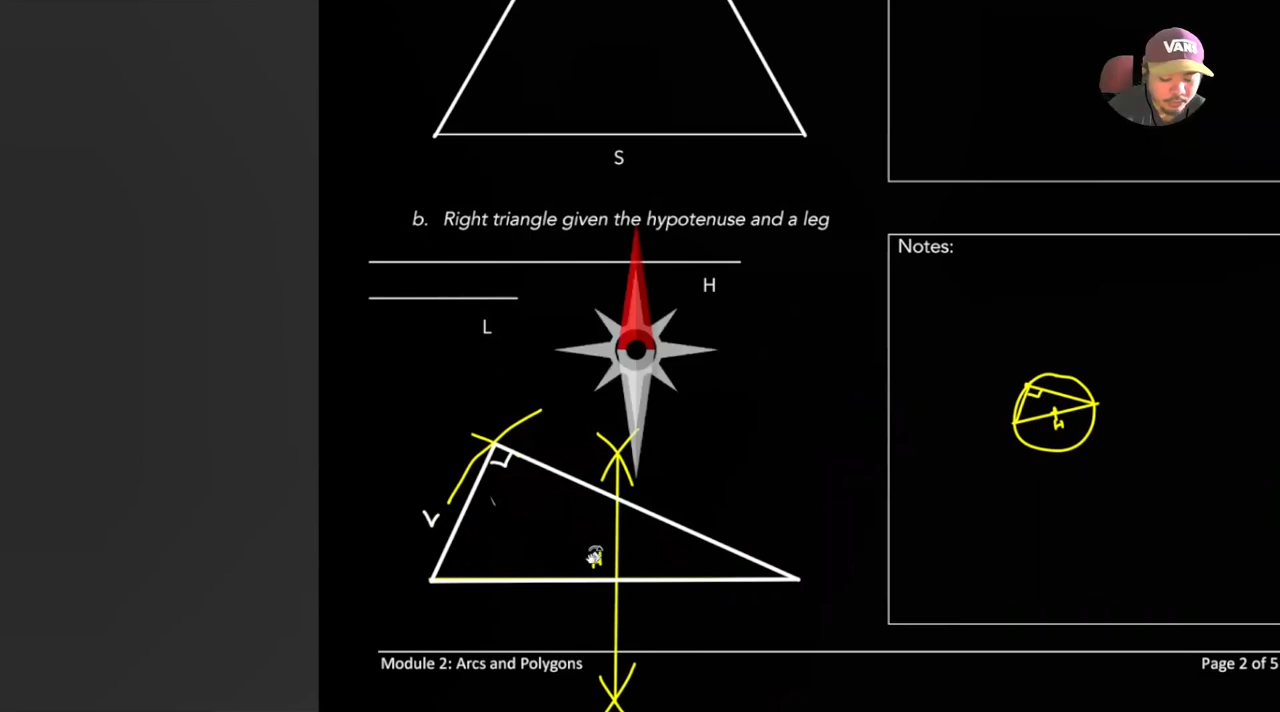 VANS
S
b. Right triangle given the hypotenuse and a leg
Notes:
H
L
H
L
H
Module 2: Arcs and Polygons
Page 2 of 5